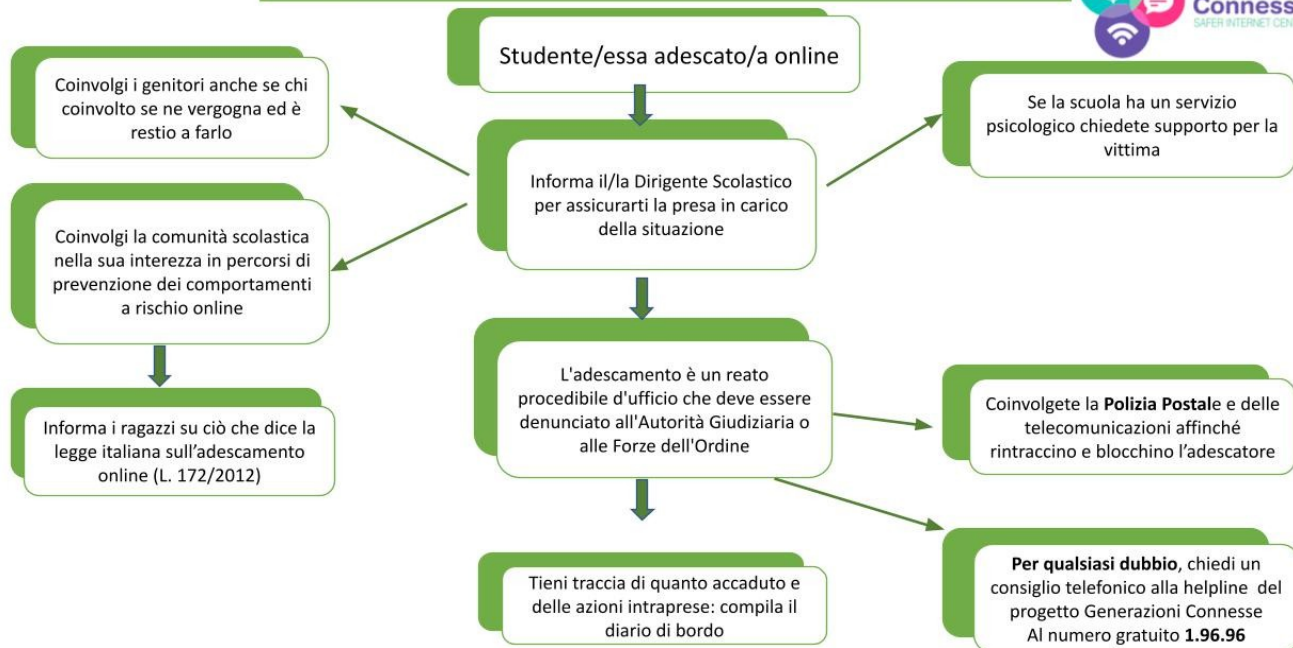 Conness
SAFER INTERNET CEN
Studente/essa adescato/a online
Coinvolgi i genitori anche se chi
coinvolto se ne vergogna ed è
restio a farlo
Se la scuola ha un servizio
psicologico chiedete supporto per la
vittima
Informa il/la Dirigente Scolastico
per assicurarti la presa in carico
della situazione
Coinvolgi la comunità scolastica
nella sua interezza in percorsi di
prevenzione dei comportamenti
a rischio online
L'adescamento è un reato
procedibile d'ufficio che deve essere
denunciato all'Autorità Giudiziaria o
alle Forze dell'Ordine
Coinvolgete la Polizia Postale e delle
telecomunicazioni affinché
rintraccino e blocchino l’adescatore
Informa i ragazzi su ciò che dice la
legge italiana sull’adescamento
online (L. 172/2012)
Tieni traccia di quanto accaduto e
delle azioni intraprese: compila il
diario di bordo
Per qualsiasi dubbio, chiedi un
consiglio telefonico alla helpline del
progetto Generazioni Connesse
Al numero gratuito 1.96.96